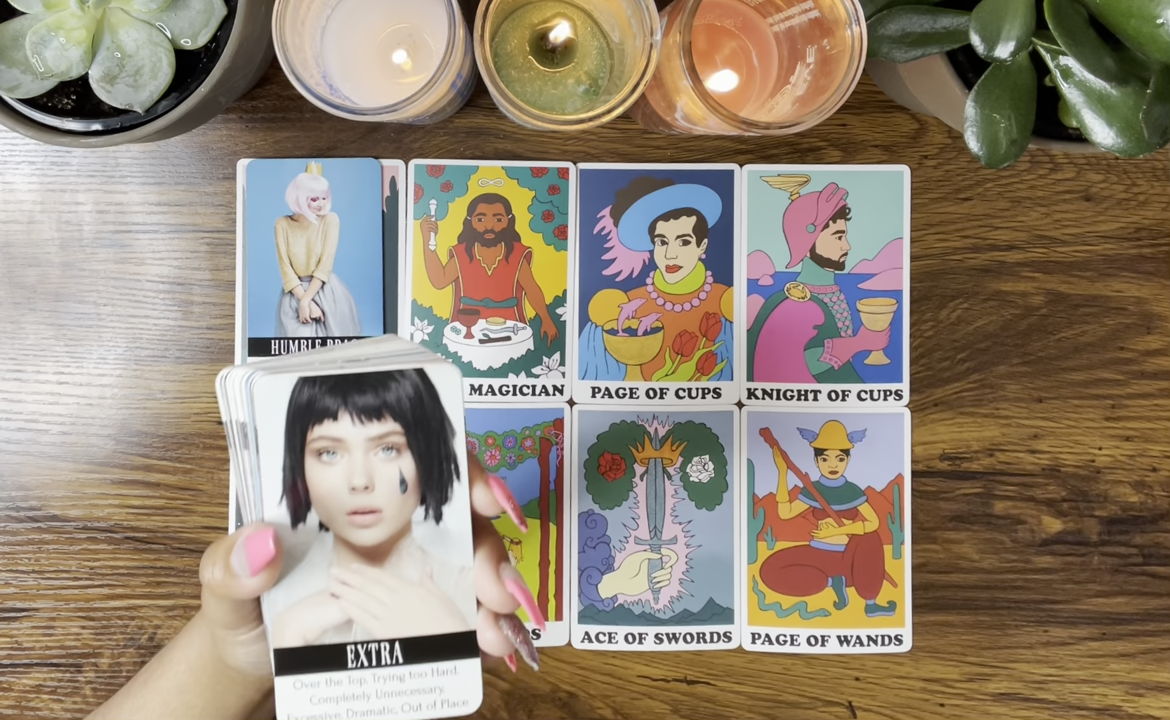 HUMBLE
MAGICIAN
PAGE OF CUPS
KNIGHT OF CUPS
ACE OF SWORDS
PAGE OF WANDS
EXTRA
Over the Top, Trying too Hard,
Completely Unnecessary,
Excessive, Dramatic, Out of Place